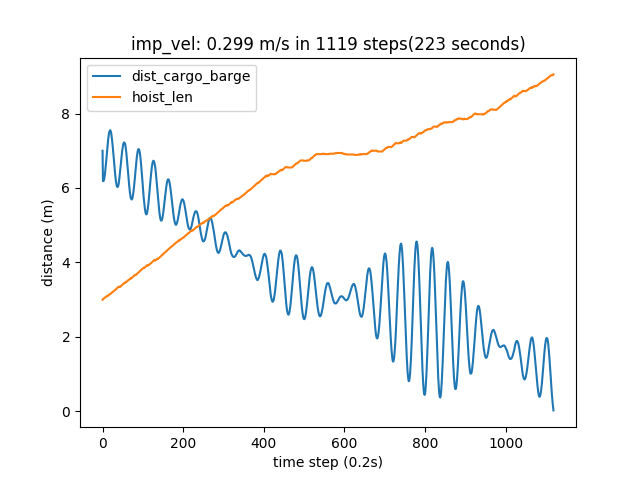 imp_vel: 0.299 m/s in 1119 steps(223 seconds)
dist_cargo_barge
hoist_len
distance (m)
8
6
4
2
0
0 200 400 600 800 1000
time step (0.2s)